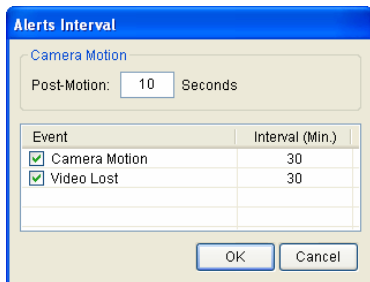 Alerts Interval
Camera Motion
Post-Motion: 10 Seconds
Event Interval (Min.)
Camera Motion 30
Video Lost 30
OK Cancel